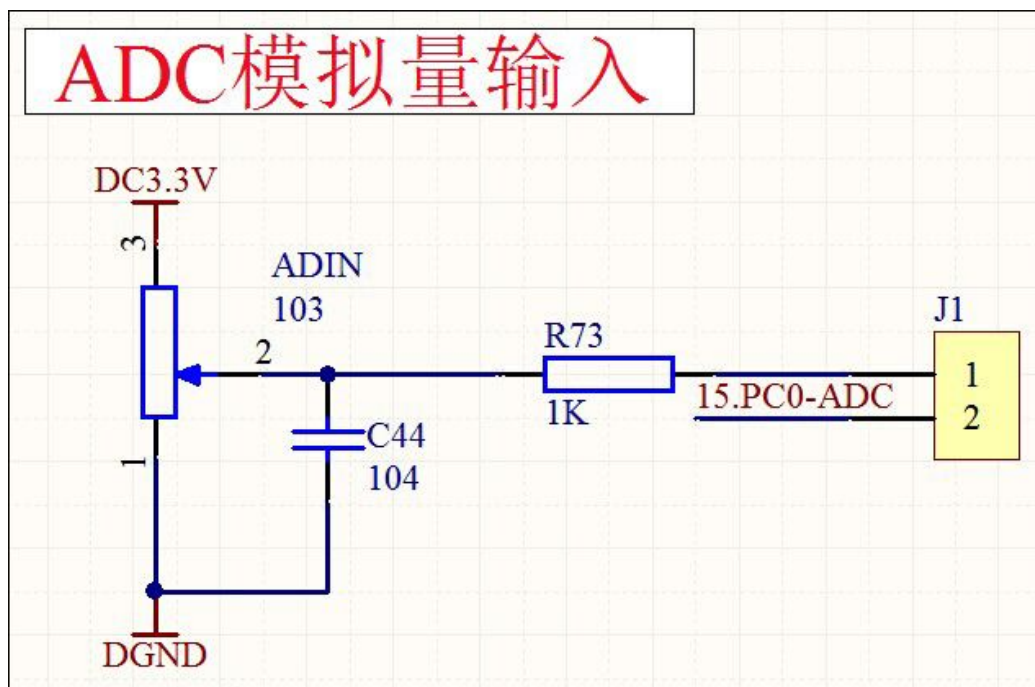 ADC模拟量输入
DC3.3V
3
ADIN
103
2
1
C44
104
R73
1K
15.PC0-ADC
J1
1
2
DGND